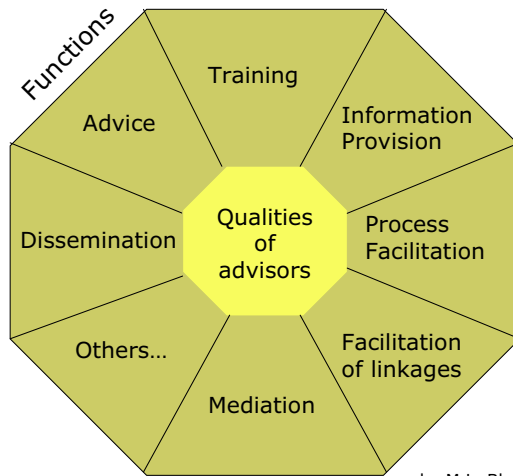 Functions
Training
Information
Provision
Process
Facilitation
Facilitation
of linkages
Mediation
Others…
Dissemination
Advice
Qualities
of
advisors